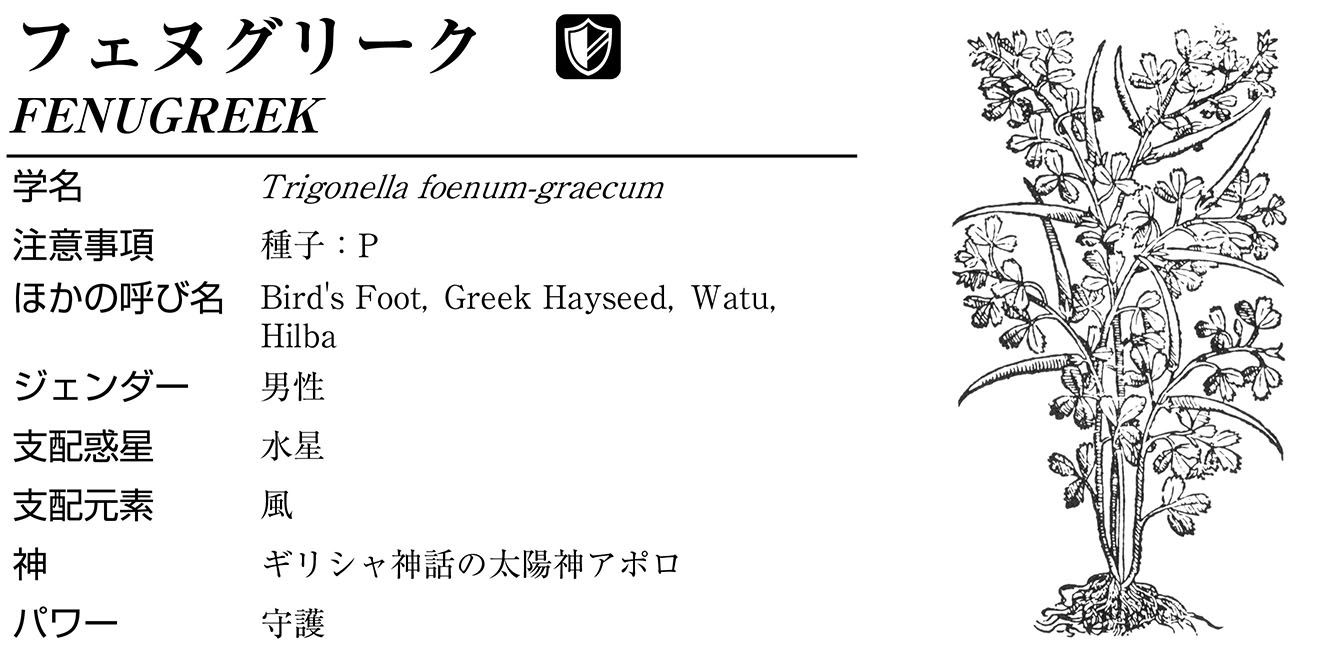 フェヌグリーク
FENUGREEK
学名 Trigonella foenum-graecum
注意事項 種子：P
ほかの呼び名 Bird's Foot, Greek Hayseed, Watu,
Hilba
ジェンダー 男性
支配惑星 水星
支配元素 風
神 ギリシャ神話の太陽神アポロ
パワー 守護